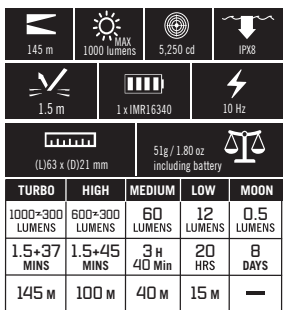 145 m
MAX
1000 lumens
5,250 cd
IPX8
1.5 m
1 x IMR16340
10 Hz
(L)63 x (D)21 mm
51g / 1.80 oz
including battery
TURBO HIGH MEDIUM LOW MOON
1000~300 600~300 60 12 0.5
LUMENS LUMENS LUMENS LUMENS LUMENS
1.5+37 1.5+45 3 H 20 8
MINS MINS 40 Min HRS DAYS
145 M 100 M 40 M 15 M —